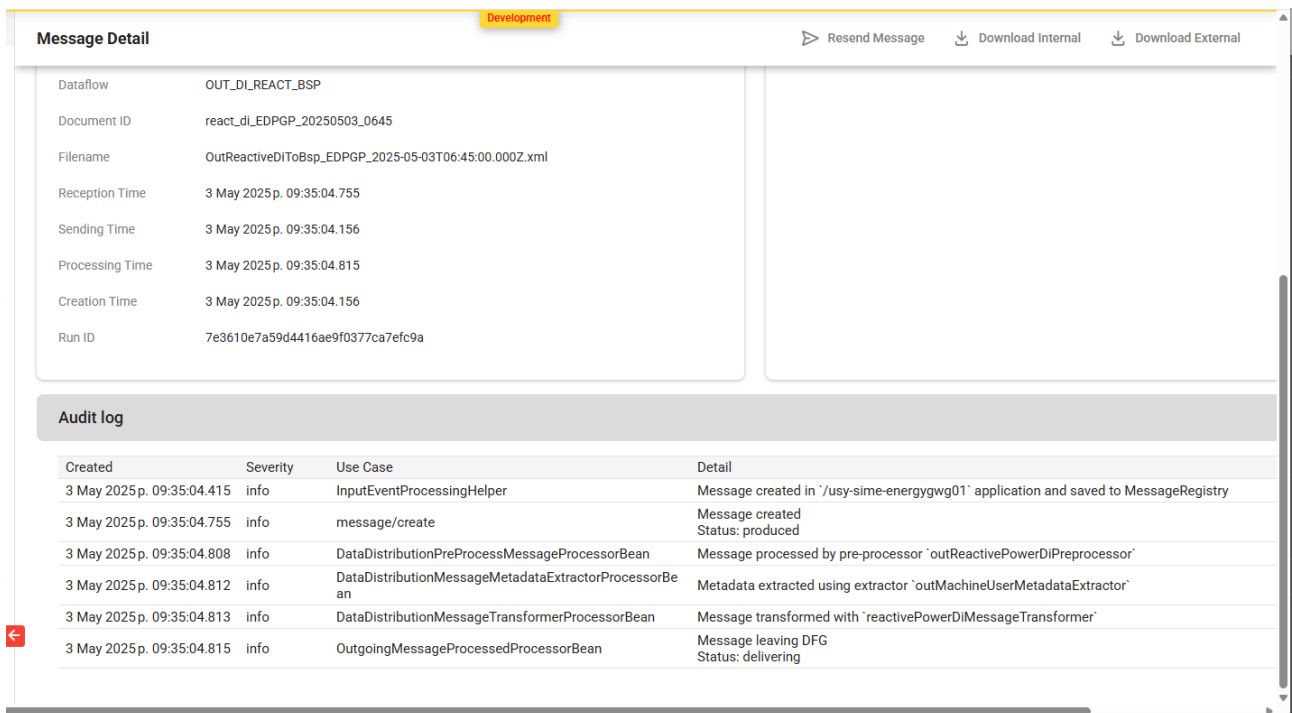 Development
Message Detail
Resend Message
Download Internal
Download External
Dataflow OUT_DI_REACT_BSP
Document ID react_di_EDPGP_20250503_0645
Filename OutReactiveDiToBsp_EDPGP_2025-05-03T06:45:00.000Z.xml
Reception Time 3 May 2025 р. 09:35:04.755
Sending Time 3 May 2025 р. 09:35:04.156
Processing Time 3 May 2025 р. 09:35:04.815
Creation Time 3 May 2025 р. 09:35:04.156
Run ID 7e3610e7a59d4416ae9f0377ca7efc9a
Audit log
Created Severity Use Case Detail
3 May 2025 р. 09:35:04.415 info InputEventProcessingHelper Message created in `/usy-sime-energygwg01` application and saved to MessageRegistry
3 May 2025 р. 09:35:04.755 info message/create Message created
Status: produced
3 May 2025 р. 09:35:04.808 info DataDistributionPreProcessMessageProcessorBean Message processed by pre-processor `outReactivePowerDiPreprocessor`
3 May 2025 р. 09:35:04.812 info DataDistributionMessageMetadataExtractorProcessorBe
an Metadata extracted using extractor `outMachineUserMetadataExtractor`
3 May 2025 р. 09:35:04.813 info DataDistributionMessageTransformerProcessorBean Message transformed with `reactivePowerDiMessageTransformer`
3 May 2025 р. 09:35:04.815 info OutgoingMessageProcessedProcessorBean Message leaving DFG
Status: delivering